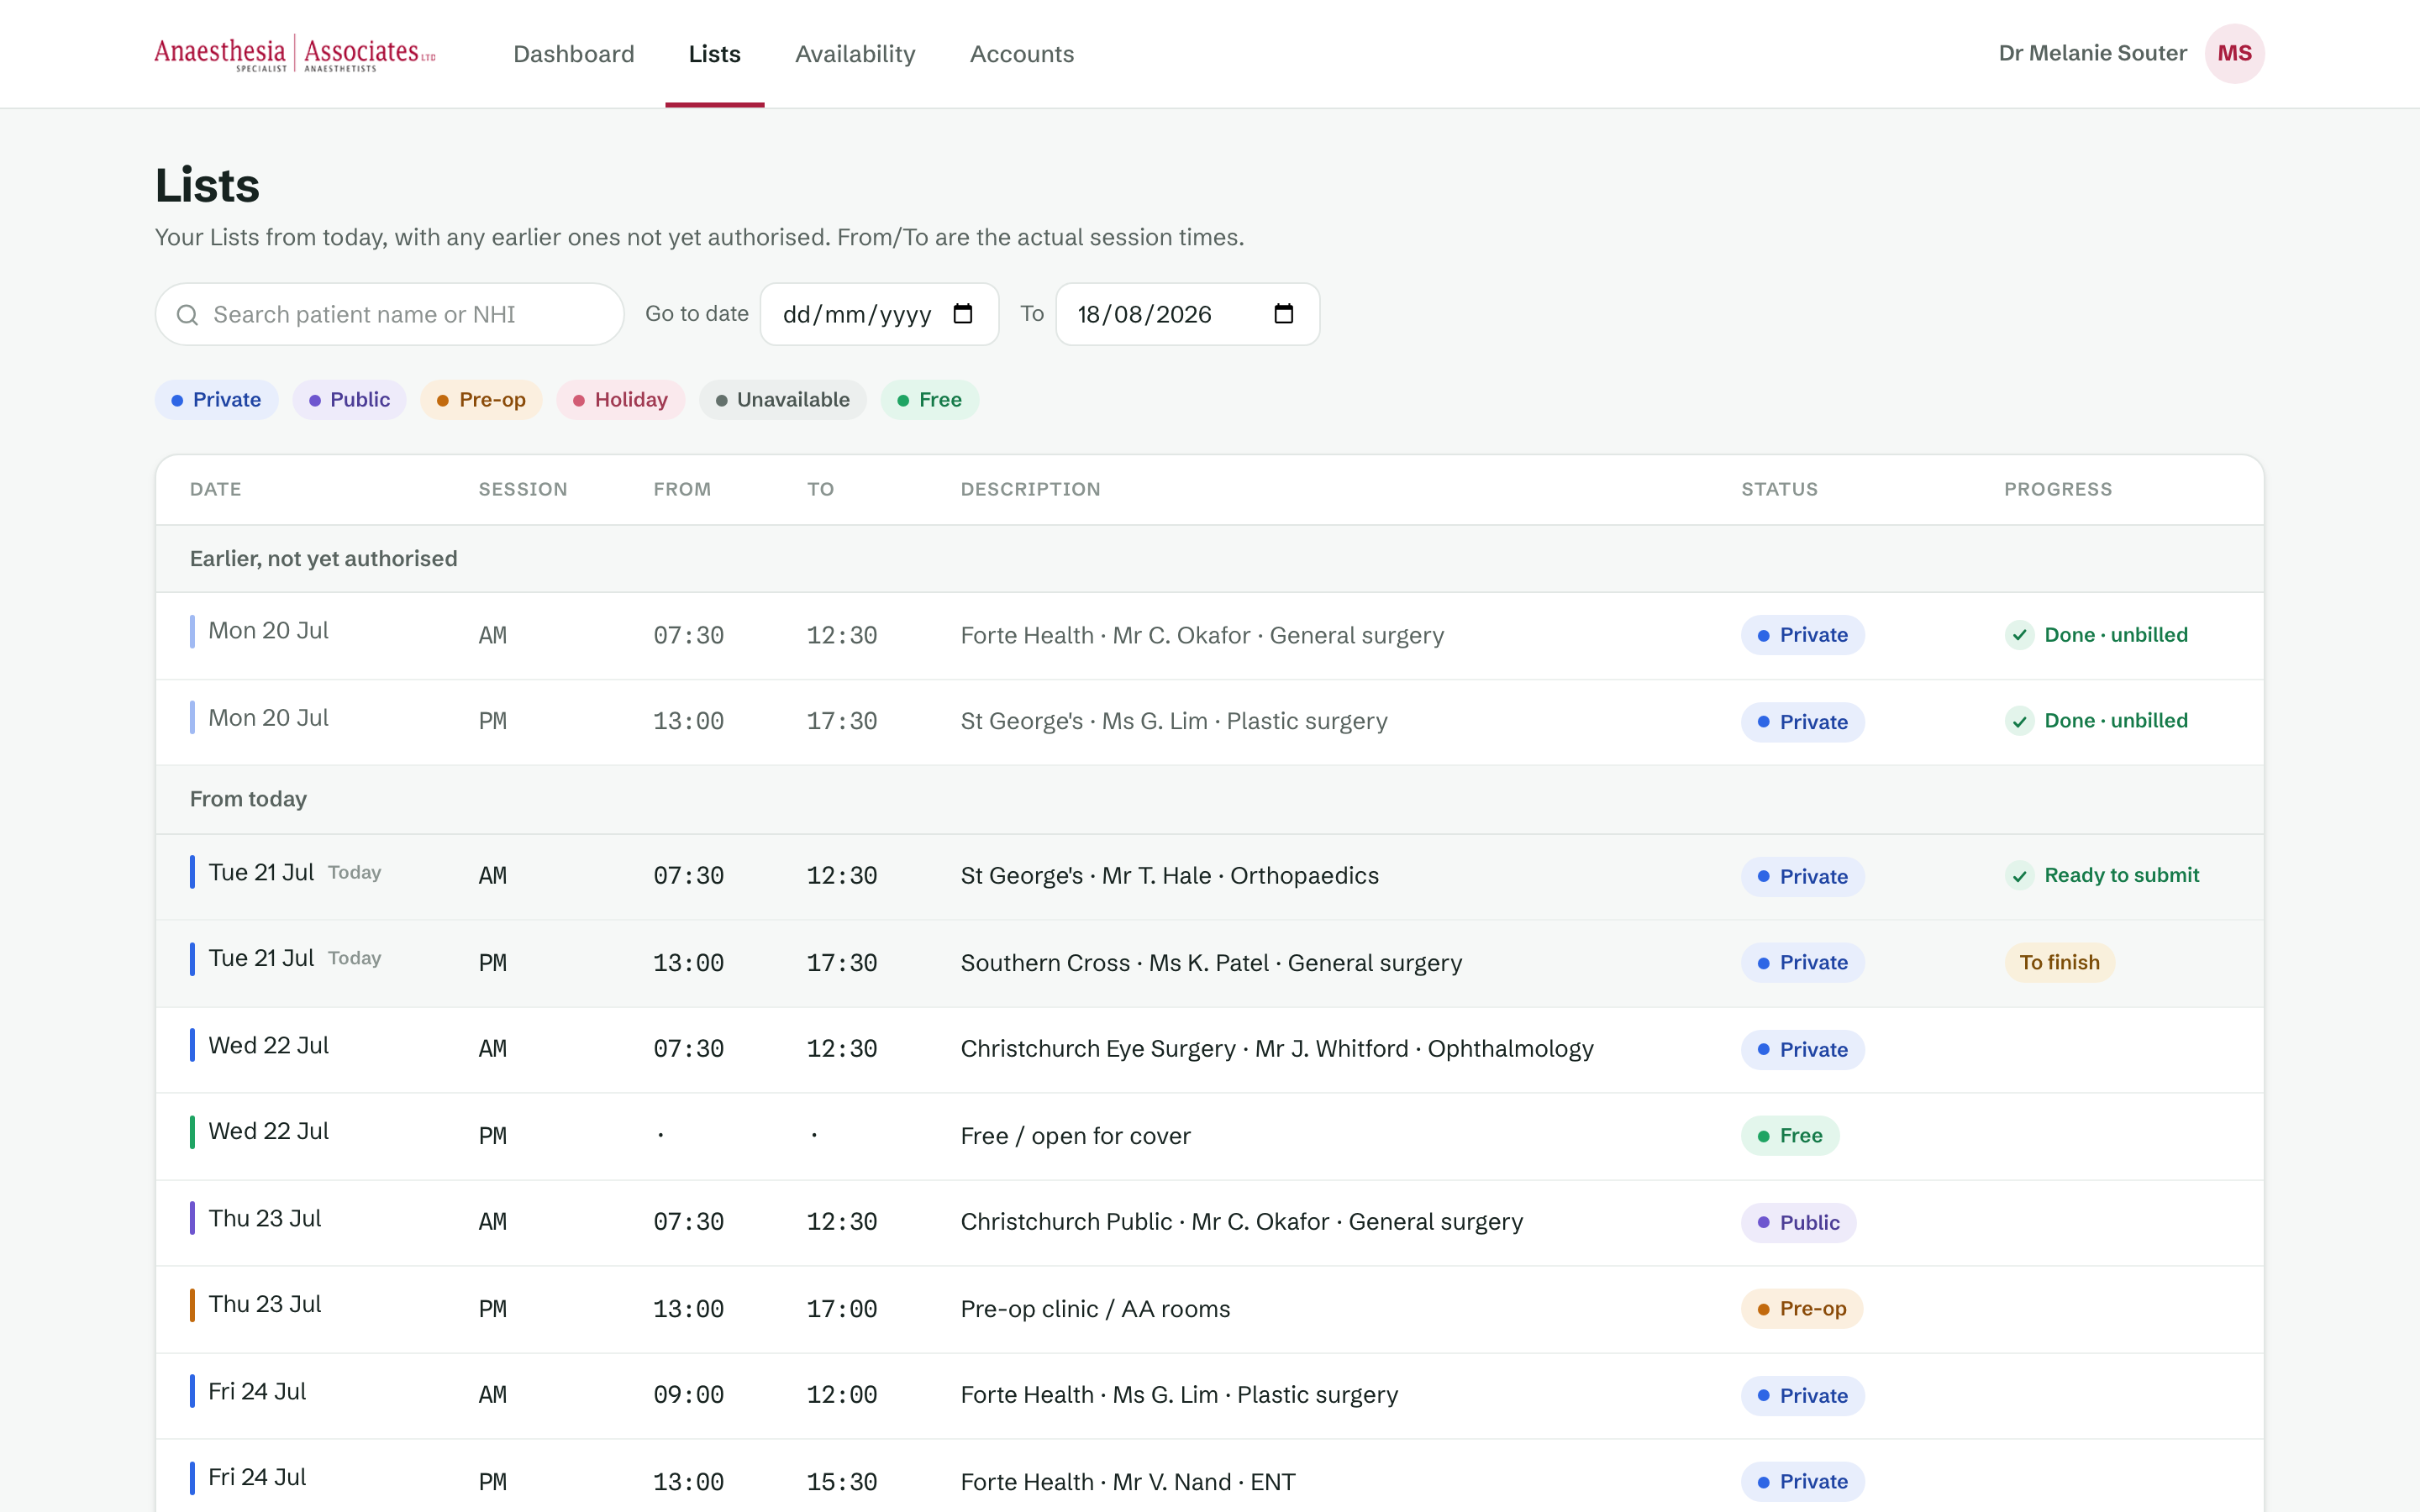 Anaesthesia | Associates LTD
SPECIALIST ANAESTHETISTS
Dashboard Lists Availability Accounts
Dr Melanie Souter MS
Lists
Your Lists from today, with any earlier ones not yet authorised. From/To are the actual session times.
Search patient name or NHI Go to date dd/mm/yyyy To 18/08/2026
Private Public Pre-op Holiday Unavailable Free
DATE SESSION FROM TO DESCRIPTION STATUS PROGRESS
Earlier, not yet authorised
Mon 20 Jul AM 07:30 12:30 Forte Health · Mr C. Okafor · General surgery Private Done · unbilled
Mon 20 Jul PM 13:00 17:30 St George's · Ms G. Lim · Plastic surgery Private Done · unbilled
From today
Tue 21 Jul Today AM 07:30 12:30 St George's · Mr T. Hale · Orthopaedics Private Ready to submit
Tue 21 Jul Today PM 13:00 17:30 Southern Cross · Ms K. Patel · General surgery Private To finish
Wed 22 Jul AM 07:30 12:30 Christchurch Eye Surgery · Mr J. Whitford · Ophthalmology Private
Wed 22 Jul PM · · Free / open for cover Free
Thu 23 Jul AM 07:30 12:30 Christchurch Public · Mr C. Okafor · General surgery Public
Thu 23 Jul PM 13:00 17:00 Pre-op clinic / AA rooms Pre-op
Fri 24 Jul AM 09:00 12:00 Forte Health · Ms G. Lim · Plastic surgery Private
Fri 24 Jul PM 13:00 15:30 Forte Health · Mr V. Nand · ENT Private